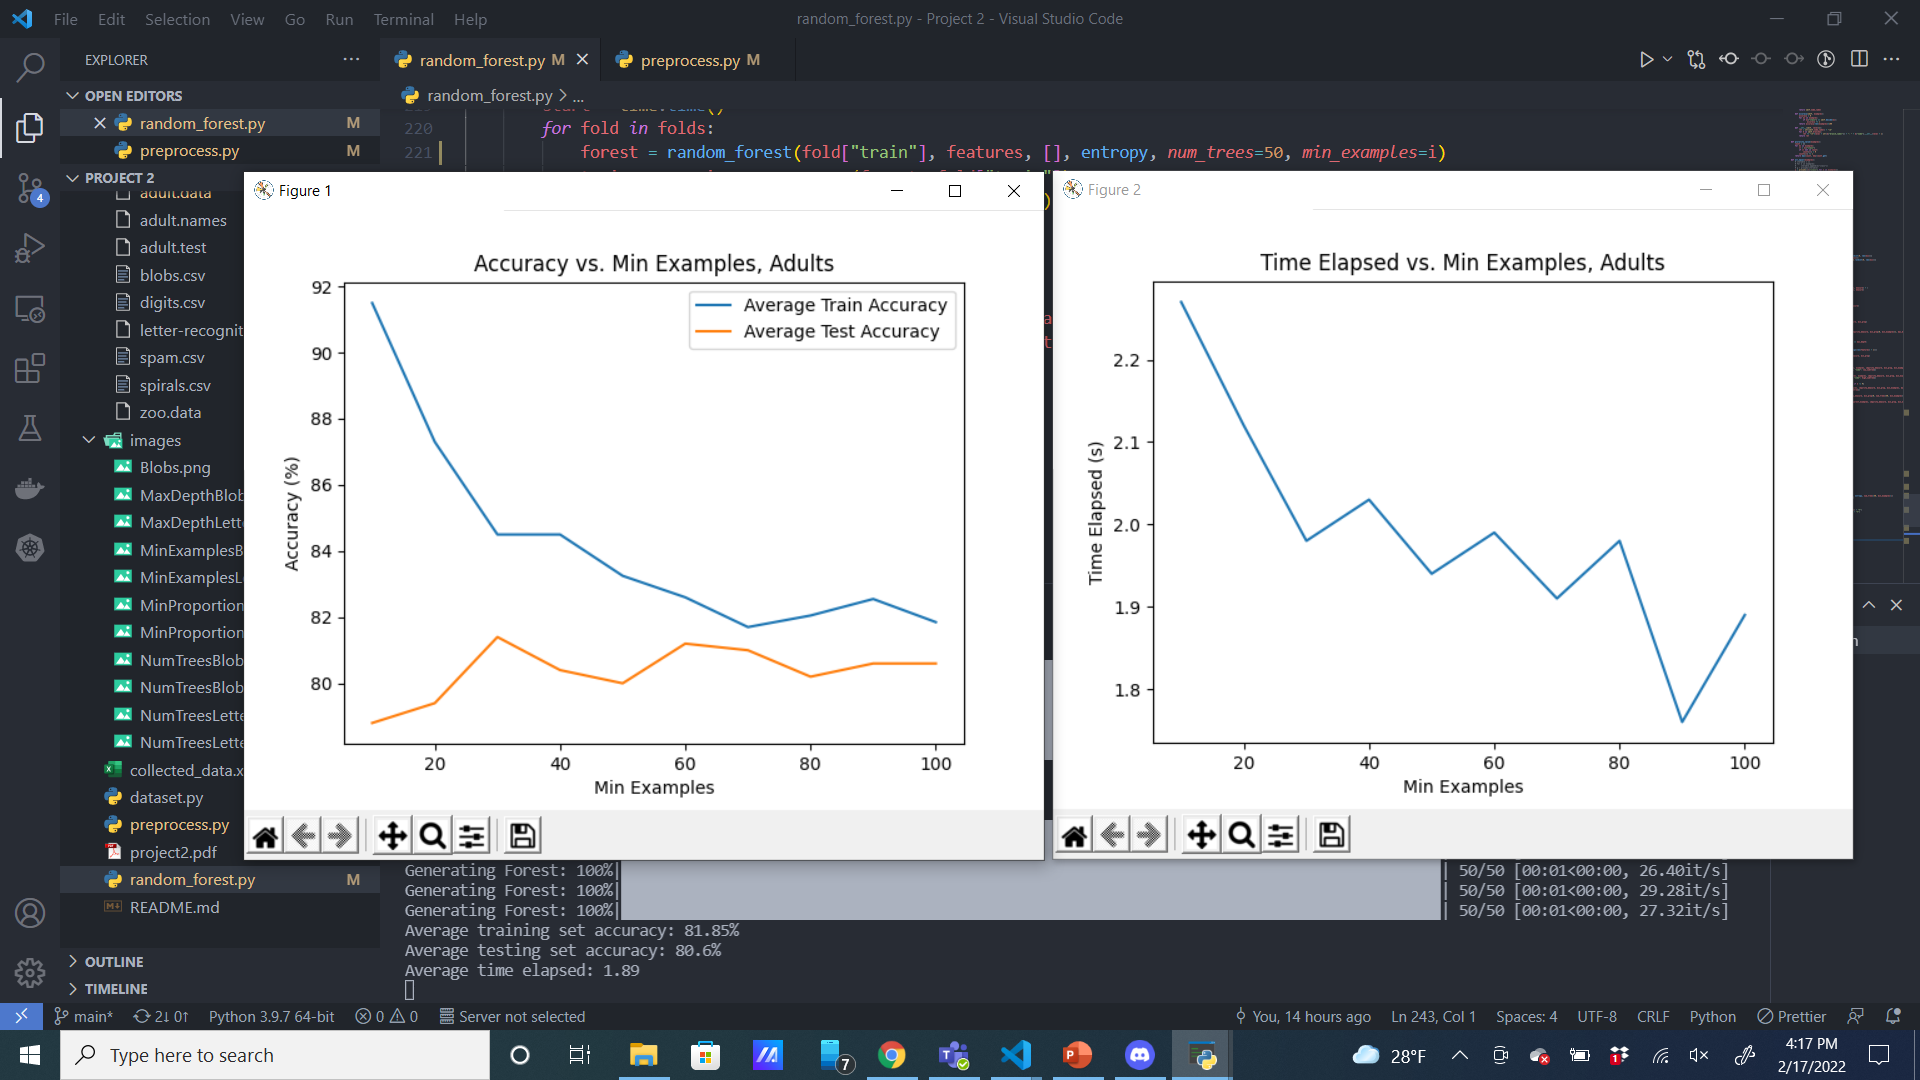 File Edit Selection View Go Run Terminal Help
random_forest.py - Project 2 - Visual Studio Code
EXPLORER
OPEN EDITORS
random_forest.py M
preprocess.py M
PROJECT 2
adult.data
adult.names
adult.test
blobs.csv
digits.csv
letter-recognit
spam.csv
spirals.csv
zoo.data
images
Blobs.png
MaxDepthBlob
MaxDepthLette
MinExamplesB
MinExamplesL
MinProportion
MinProportion
NumTreesBlob
NumTreesBlob
NumTreesLette
NumTreesLette
collected_data.x
dataset.py
preprocess.py
project2.pdf
random_forest.py M
README.md
OUTLINE
TIMELINE
4
random_forest.py M
preprocess.py M
random_forest.py > ...
220 for fold in folds:
221 forest = random_forest(fold["train"], features, [], entropy, num_trees=50, min_examples=i)
Figure 1
Accuracy vs. Min Examples, Adults
Average Train Accuracy
Average Test Accuracy
Accuracy (%)
92
90
88
86
84
82
80
20 40 60 80 100
Min Examples
Figure 2
Time Elapsed vs. Min Examples, Adults
Time Elapsed (s)
2.2
2.1
2.0
1.9
1.8
20 40 60 80 100
Min Examples
Generating Forest: 100%| | 50/50 [00:01<00:00, 26.40it/s]
Generating Forest: 100%| | 50/50 [00:01<00:00, 29.28it/s]
Generating Forest: 100%| | 50/50 [00:01<00:00, 27.32it/s]
Average training set accuracy: 81.85%
Average testing set accuracy: 80.6%
Average time elapsed: 1.89
main* 2↓ 0↑ Python 3.9.7 64-bit 0 0 Server not selected
You, 14 hours ago Ln 243, Col 1 Spaces: 4 UTF-8 CRLF Python Prettier
Type here to search
7
28°F
1
4:17 PM
2/17/2022